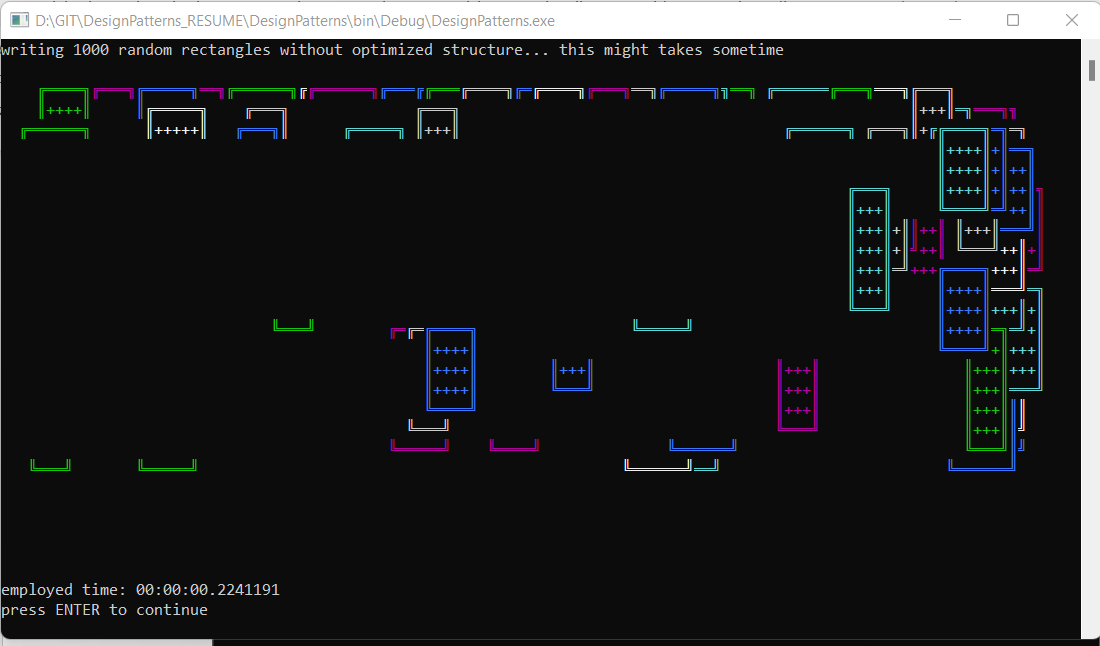 D:\GIT\DesignPatterns_RESUME\DesignPatterns\bin\Debug\DesignPatterns.exe
writing 1000 random rectangles without optimized structure... this might takes sometime
employed time: 00:00:00.2241191
press ENTER to continue